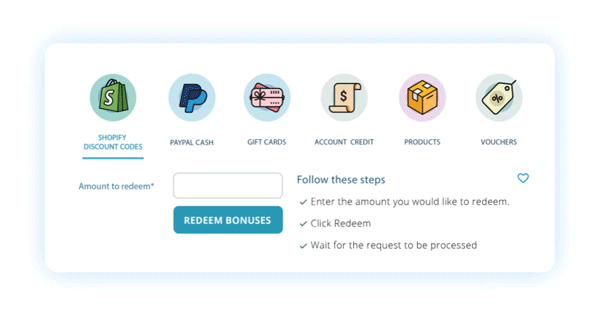 SHOPIFY
DISCOUNT CODES
PAYPAL CASH
GIFT CARDS
ACCOUNT CREDIT
PRODUCTS
VOUCHERS
Amount to redeem*
REDEEM BONUSES
Follow these steps
Enter the amount you would like to redeem.
Click Redeem
Wait for the request to be processed